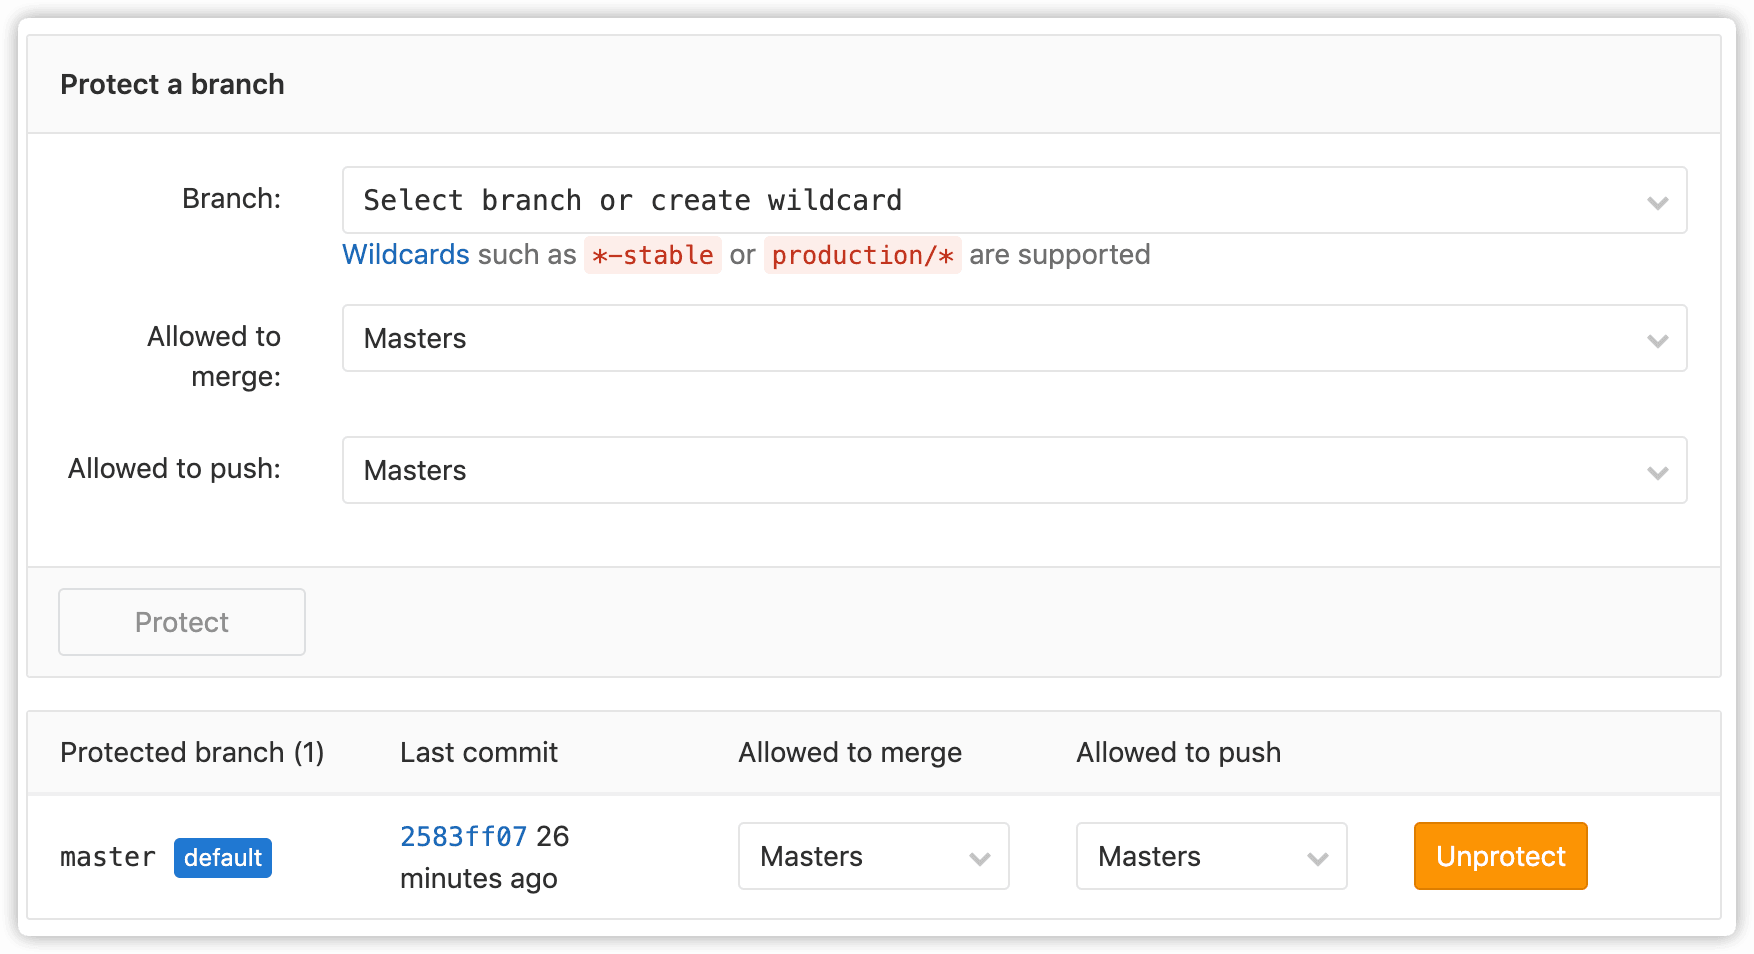 Protect a branch
Branch:
Select branch or create wildcard
Wildcards such as *-stable or production/* are supported
Allowed to
merge:
Masters
Allowed to push:
Masters
Protect
Protected branch (1) Last commit Allowed to merge Allowed to push
master default
2583ff07 26
minutes ago
Masters
Masters
Unprotect